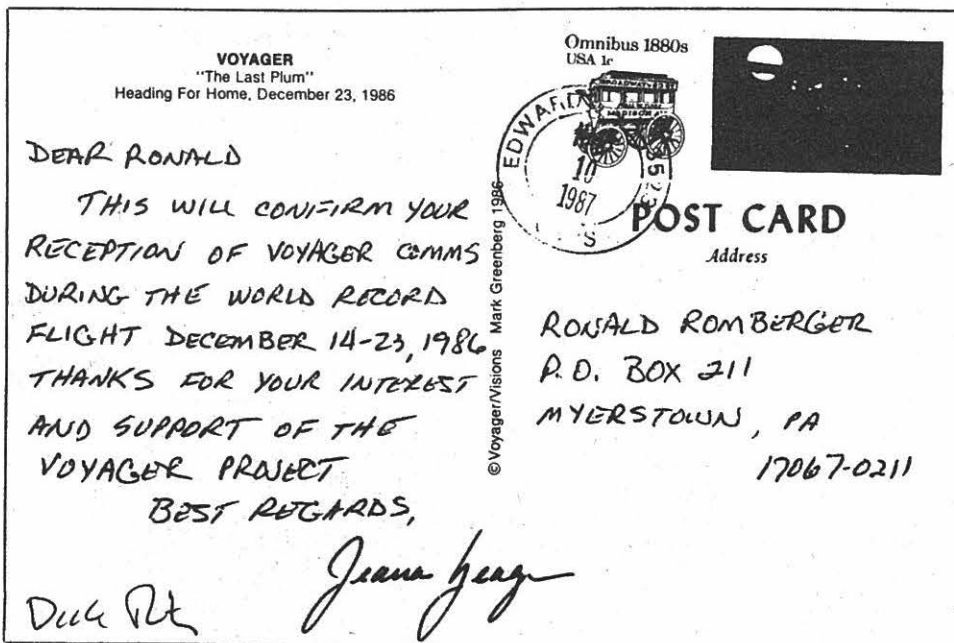 VOYAGER
"The Last Plum"
Heading For Home, December 23, 1986
DEAR RONALD
THIS WILL CONFIRM YOUR
RECEPTION OF VOYAGER COMMS
DURING THE WORLD RECORD
FLIGHT DECEMBER 14-23, 1986
THANKS FOR YOUR INTEREST
AND SUPPORT OF THE
VOYAGER PROJECT
BEST REGARDS,
Jeana Yeager
Dick
©Voyager/Visions Mark Greenberg 1986
Omnibus 1880s
USA 1c
EDWARD
10
1987
POST CARD
Address
RONALD ROMBERGER
P.O. BOX 211
MYERSTOWN, PA
17067-0211